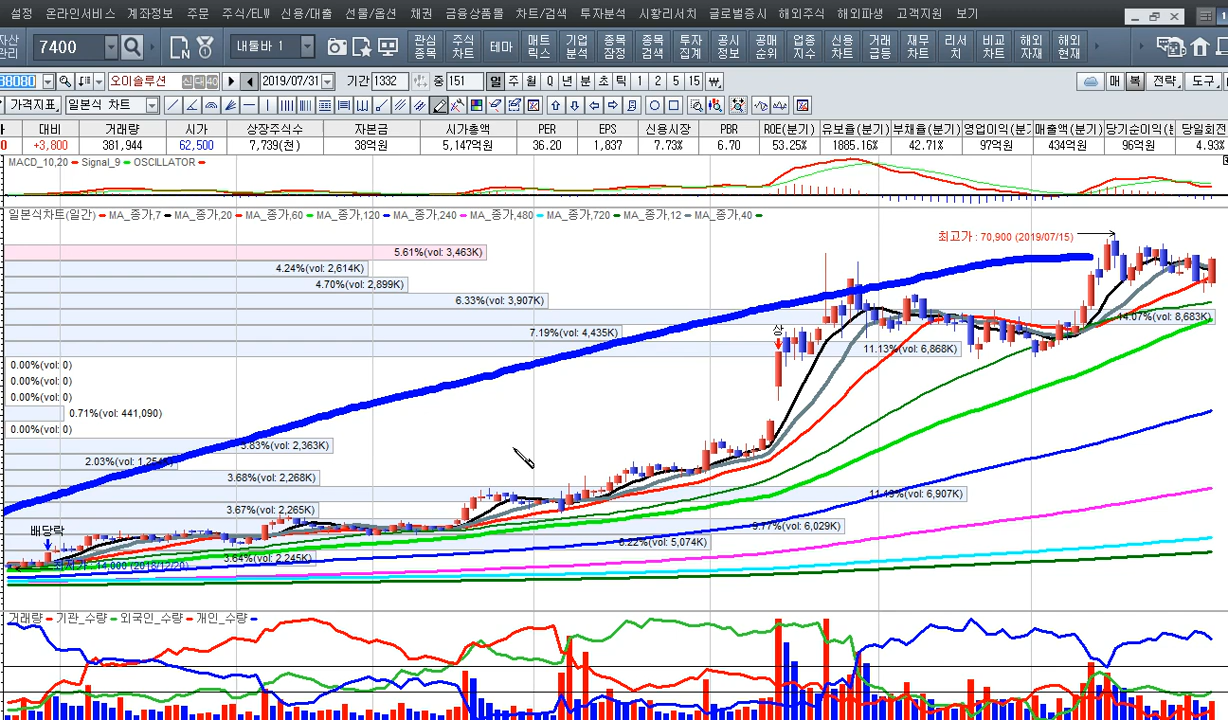 설정 온라인서비스 계좌정보 주문 주식/ELW 신용/대출 선물/옵션 채권 금융상품몰 차트/검색 투자분석 시황리서치 글로벌증시 해외주식 해외파생 고객지원 보기
자산관리 7400 내툴바 1 관심종목 주식차트 테마 매트릭스 기업분석 종목잠정 종목검색 투자집계 공시정보 공매순위 업종지수 신용차트 거래급등 재무차트 리서치 비교차트 해외자재 해외현재
88080 오이솔루션 신 대 40 2019/07/31 기간 1332 중 151 일 주 월 Q 년 분 초 틱 1 2 3 5 15 매 복 전략 도구
가격지표 일본식 차트
대비 거래량 시가 상장주식수 자본금 시가총액 PER EPS 신용시장 PBR ROE(분기) 유보율(분기) 부채율(분기) 영업이익(분기 매출액(분기) 당기순이익( 당일회전
+3,800 381,944 62,500 7,739(천) 38억원 5,147억원 36.20 1,837 7.73% 6.70 53.25% 1885.16% 42.71% 97억원 434억원 96억원 4.93%
MACD_10,20 Signal_9 OSCILLATOR
일본식차트(일간) MA_종가,7 MA_종가,20 MA_종가,60 MA_종가,120 MA_종가,240 MA_종가,480 MA_종가,720 MA_종가,12 MA_종가,40
최고가 : 70,900 (2019/07/15)
5.61%(vol: 3,463K)
4.24%(vol: 2,614K)
4.70%(vol: 2,899K)
6.33%(vol: 3,907K)
14.07%(vol: 8,683K)
7.19%(vol: 4,435K)
상
11.13%(vol: 6,868K)
0.00%(vol: 0)
0.00%(vol: 0)
0.00%(vol: 0)
0.71%(vol: 441,090)
0.00%(vol: 0)
3.83%(vol: 2,363K)
2.03%(vol: 1,254K)
3.68%(vol: 2,268K)
11.19%(vol: 6,907K)
3.67%(vol: 2,265K)
9.77%(vol: 6,029K)
배당락
8.22%(vol: 5,074K)
3.64%(vol: 2,245K)
최저가 : 14,000 (2018/12/20)
거래량 기관_수량 외국인_수량 개인_수량